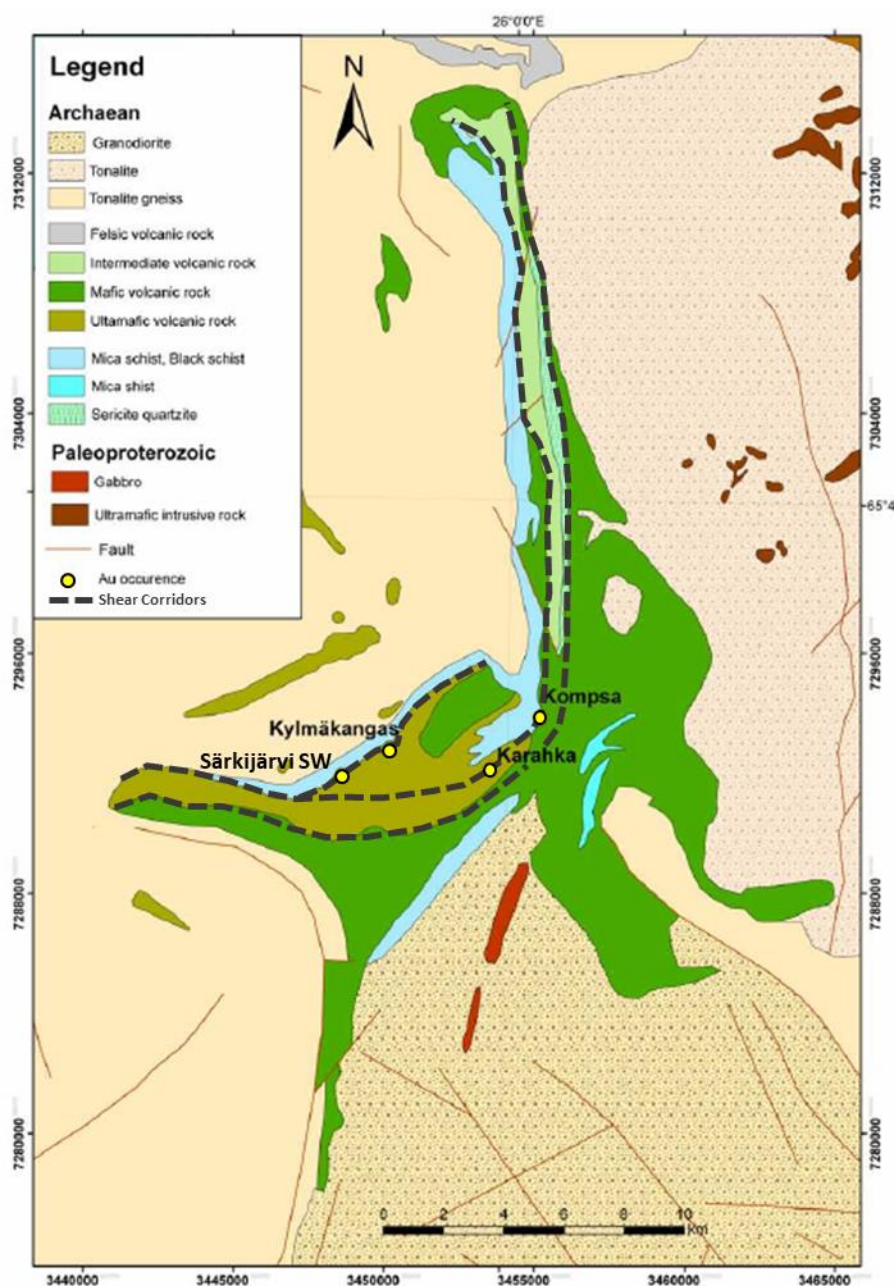 26°0'0"E
Legend
Archaean
Granodiorite
Tonalite
Tonalite gneiss
Felsic volcanic rock
Intermediate volcanic rock
Mafic volcanic rock
Ultamafic volcanic rock
Mica schist, Black schist
Mica shist
Sericite quartzite
Paleoproterozoic
Gabbro
Ultramafic intrusive rock
Fault
Au occurence
Shear Corridors
N
7312000
7312000
7304000
7304000
65°4
7296000
7296000
Kompsa
Kylmäkangas
Särkijärvi SW
Karahka
7288000
7288000
7280000
7280000
0 2 4 6 8 10
km
3440000 3445000 3450000 3455000 3460000 3465000